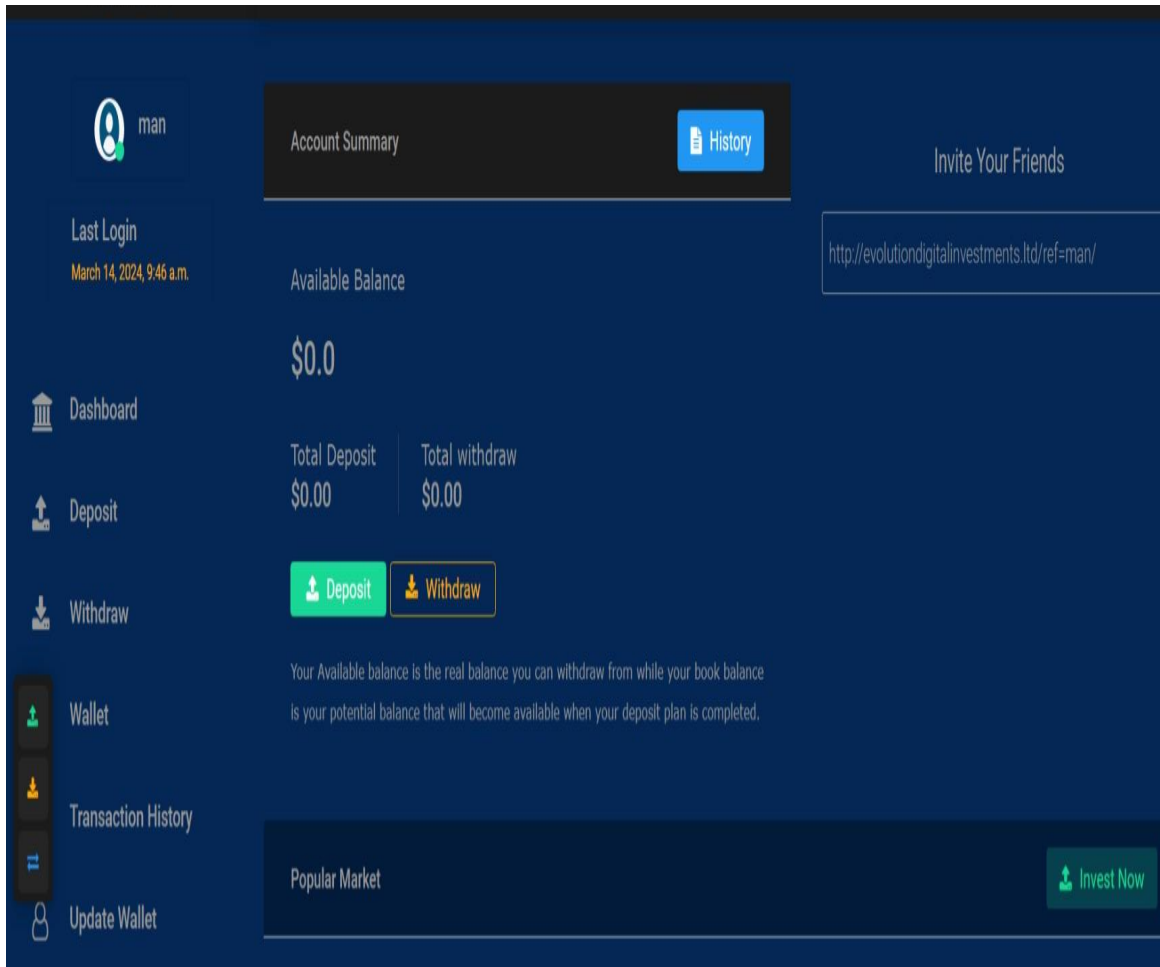 man
Last Login
March 14, 2024, 9:46 a.m.
Dashboard
Deposit
Withdraw
Wallet
Transaction History
Update Wallet
Account Summary
History
Available Balance
$0.0
Total Deposit
$0.00
Total withdraw
$0.00
Deposit
Withdraw
Your Available balance is the real balance you can withdraw from while your book balance
is your potential balance that will become available when your deposit plan is completed.
Invite Your Friends
http://evolutiondigitalinvestments.ltd/ref=man/
Popular Market
Invest Now